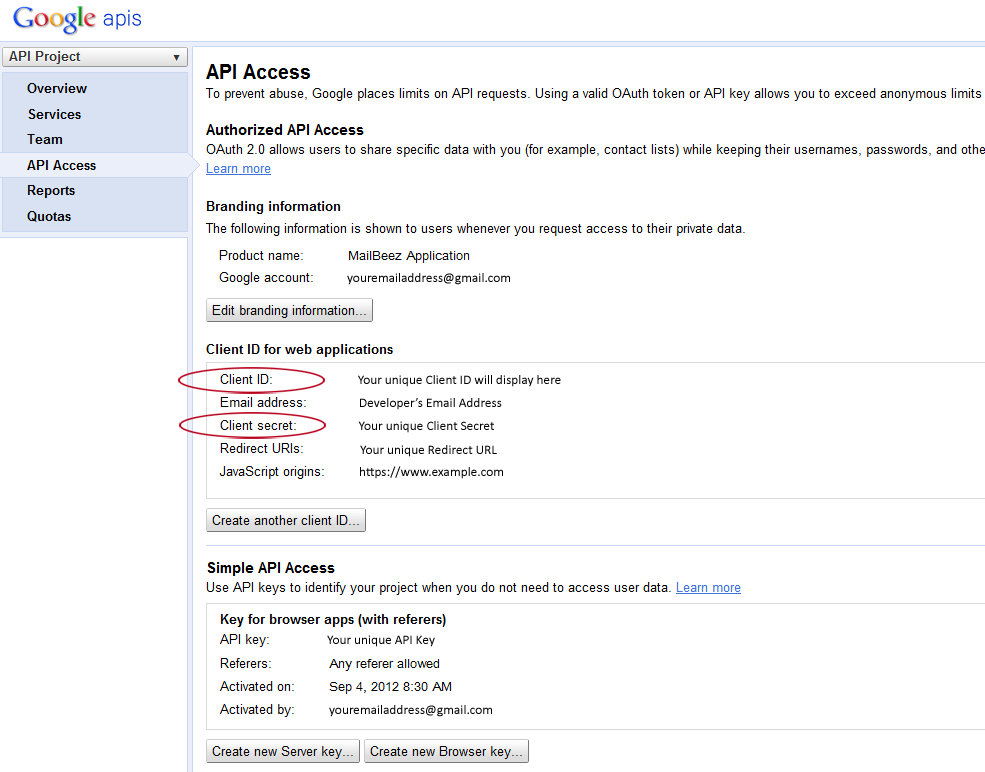 Google apis
API Project
Overview
Services
Team
API Access
Reports
Quotas
API Access
To prevent abuse, Google places limits on API requests. Using a valid OAuth token or API key allows you to exceed anonymous limits
Authorized API Access
OAuth 2.0 allows users to share specific data with you (for example, contact lists) while keeping their usernames, passwords, and othe
Learn more
Branding information
The following information is shown to users whenever you request access to their private data.
Product name: MailBeez Application
Google account: youremailaddress@gmail.com
Edit branding information...
Client ID for web applications
Client ID: Your unique Client ID will display here
Email address: Developer's Email Address
Client secret: Your unique Client Secret
Redirect URIs: Your unique Redirect URL
JavaScript origins: https://www.example.com
Create another client ID...
Simple API Access
Use API keys to identify your project when you do not need to access user data. Learn more
Key for browser apps (with referers)
API key: Your unique API Key
Referers: Any referer allowed
Activated on: Sep 4, 2012 8:30 AM
Activated by: youremailaddress@gmail.com
Create new Server key... Create new Browser key...